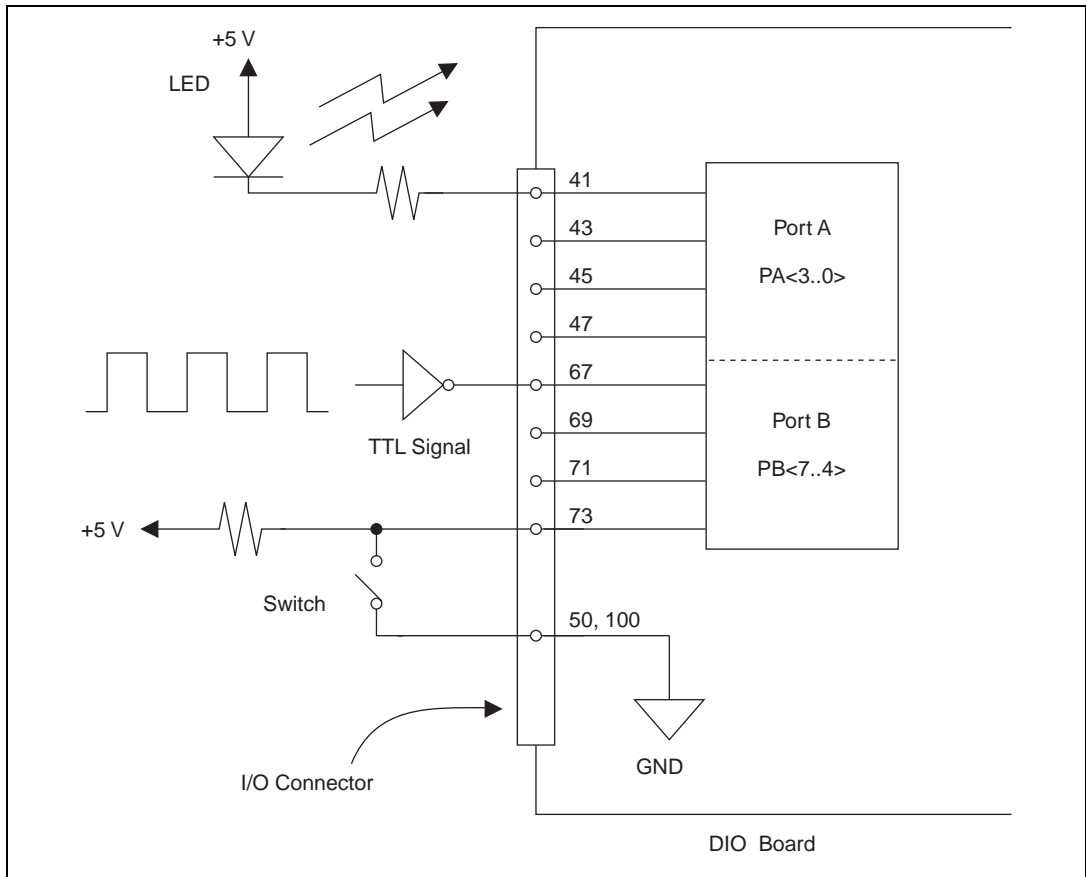 +5 V
LED
41
43
Port A
45
PA<3..0>
47
67
69
Port B
TTL Signal
71
PB<7..4>
73
+5 V
Switch
50, 100
GND
I/O Connector
DIO Board